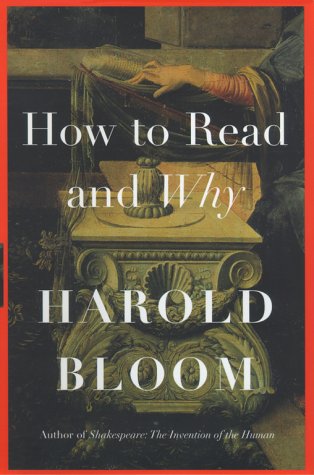 How to Read
and Why
HAROLD
BLOOM
Author of Shakespeare: The Invention of the Human